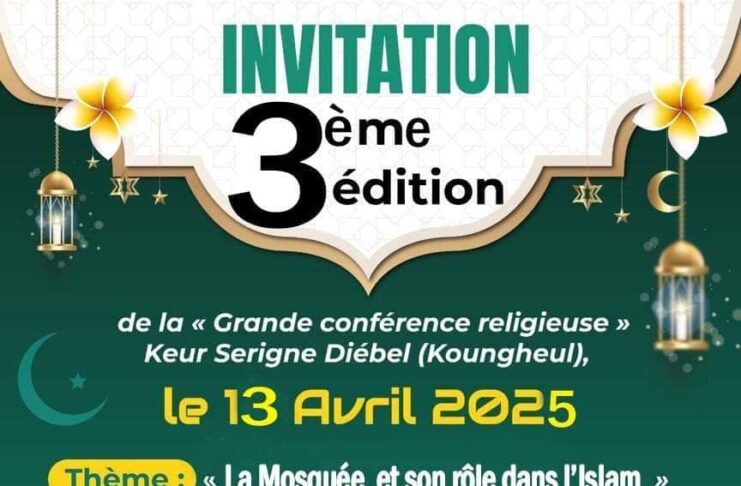 INVITATION
3ème
édition
de la « Grande conférence religieuse »
Keur Serigne Diébel (Koungheul),
le 13 Avril 2025
Thème : « La Mosquée et son rôle dans l'Islam »